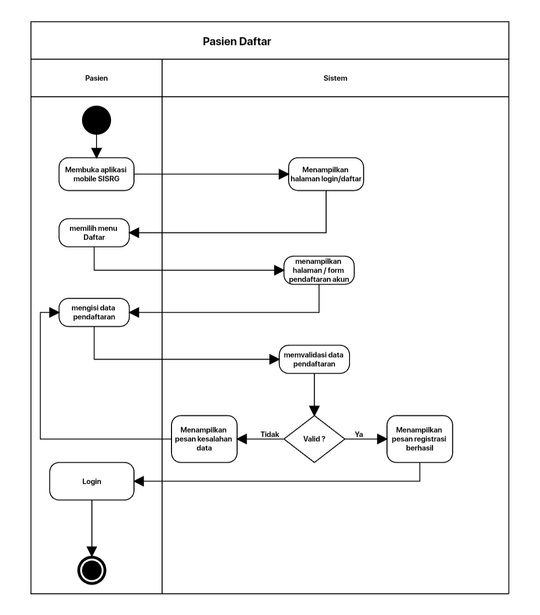 Pasien Daftar
Pasien
Sistem
Membuka aplikasi
mobile SISRG
Menampilkan
halaman login/daftar
memilih menu
Daftar
menampilkan
halaman / form
pendaftaran akun
mengisi data
pendaftaran
memvalidasi data
pendaftaran
Menampilkan
pesan kesalahan
data
Tidak
Valid ?
Ya
Menampilkan
pesan registrasi
berhasil
Login